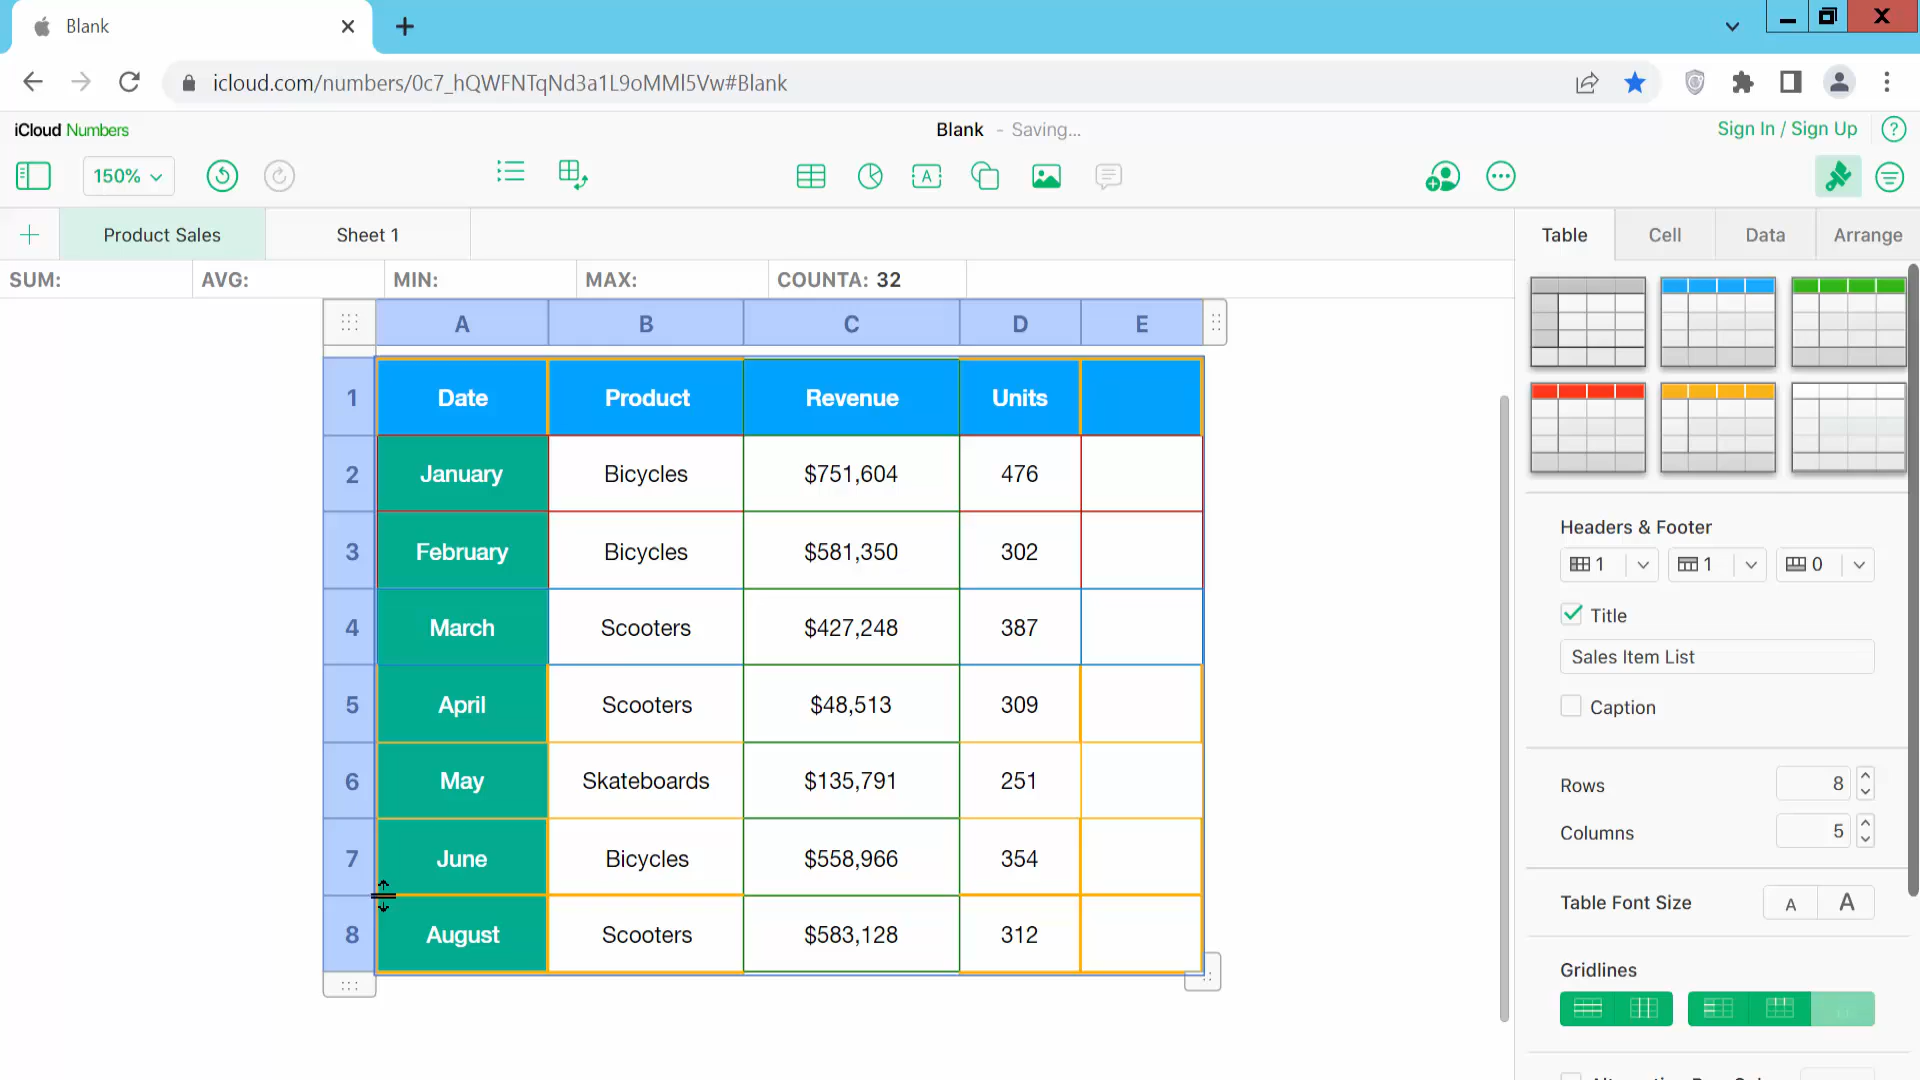 Blank
icloud.com/numbers/0c7_hQWFNTqNd3a1L9oMMl5Vw#Blank
iCloud Numbers
Blank - Saving...
Sign In / Sign Up ?
150%
Product Sales Sheet 1
Table Cell Data Arrange
SUM: AVG: MIN: MAX: COUNTA: 32
A B C D E
1 Date Product Revenue Units
2 January Bicycles $751,604 476
3 February Bicycles $581,350 302
4 March Scooters $427,248 387
5 April Scooters $48,513 309
6 May Skateboards $135,791 251
7 June Bicycles $558,966 354
8 August Scooters $583,128 312
Headers & Footer
1 1 0
Title
Sales Item List
Caption
Rows 8
Columns 5
Table Font Size A A
Gridlines